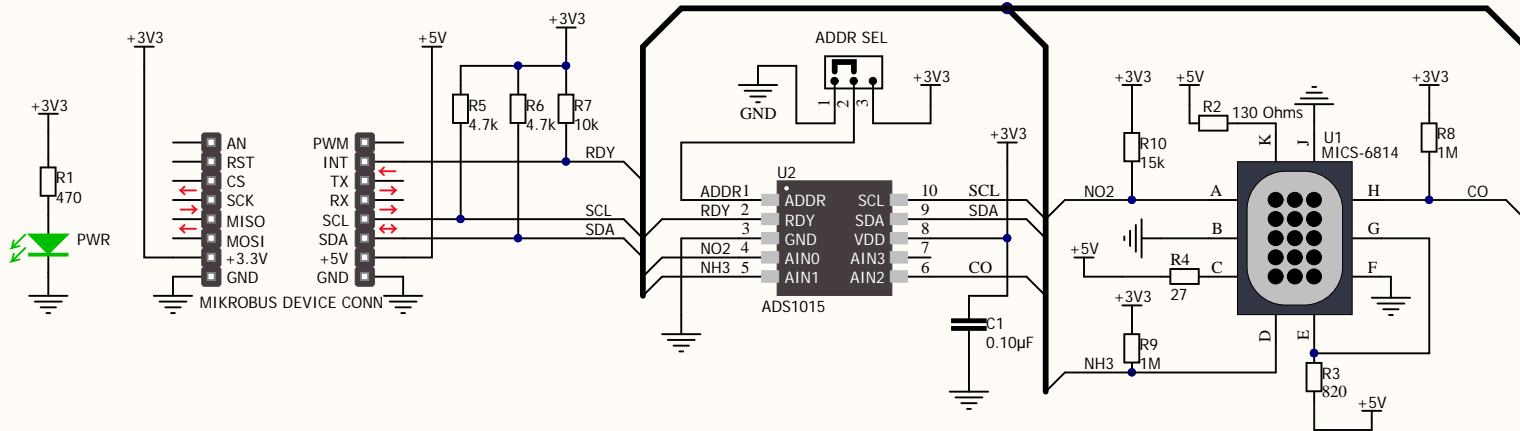 +3V3
R1
470
PWR
+3V3
AN
RST
CS
SCK
MISO
MOSI
+3.3V
GND
PWM
INT
TX
RX
SCL
SDA
+5V
GND
MIKROBUS DEVICE CONN
+5V
+3V3
R5
4.7k
R6
4.7k
R7
10k
RDY
SCL
SDA
ADDR SEL
GND
1
2
3
+3V3
U2
ADDR 1
RDY 2
3
NO2 4
NH3 5
ADDR
RDY
GND
AIN0
AIN1
SCL
SDA
VDD
AIN3
AIN2
10 SCL
9 SDA
8
7
6 CO
ADS1015
+3V3
C1
0.10µF
+3V3
R10
15k
NO2
+5V
R2
130 Ohms
K
J
U1
MICS-6814
+3V3
R8
1M
A
B
C
D
E
H
G
F
CO
+5V
R4
27
+3V3
R9
1M
NH3
R3
820
+5V